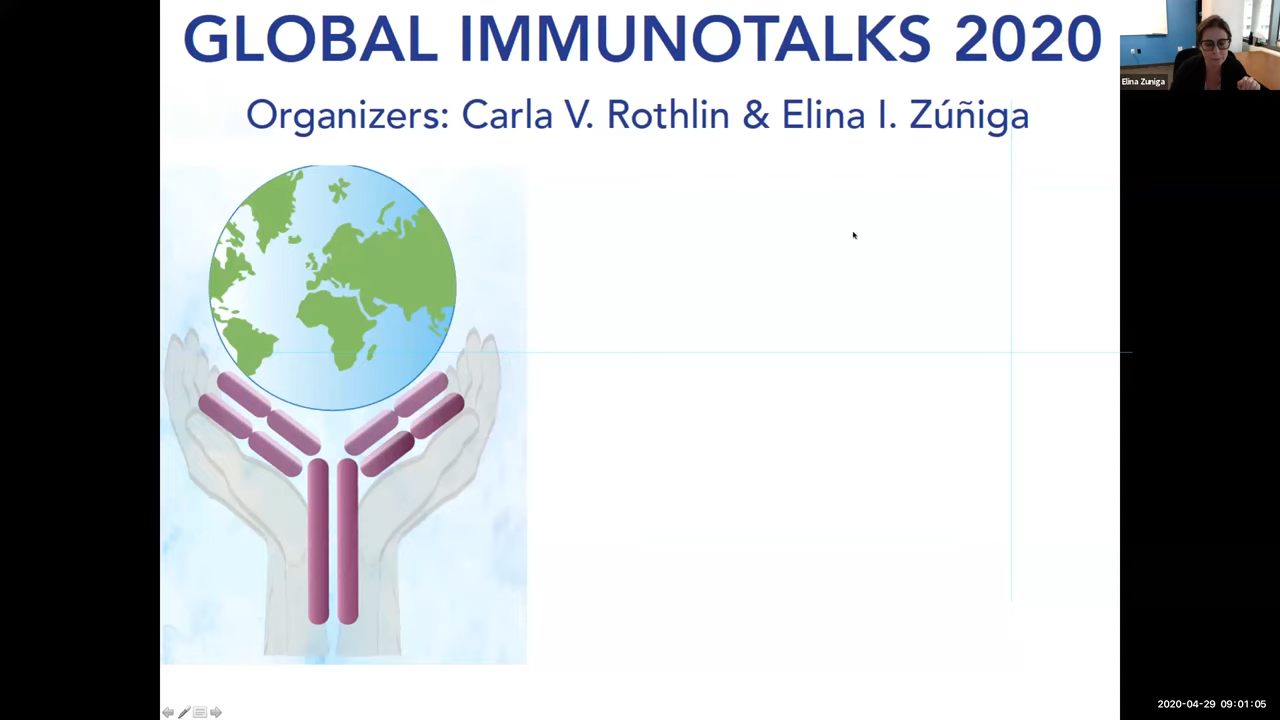 GLOBAL IMMUNOTALKS 2020
Organizers: Carla V. Rothlin & Elina I. Zúñiga
Elina Zuniga
2020-04-29 09:01:05